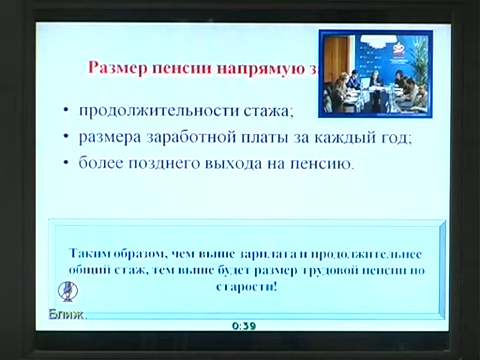 Размер пенсии напрямую за
• продолжительности стажа;
• размера заработной платы за каждый год;
• более позднего выхода на пенсию.
Таким образом, чем выше зарплата и продолжительнее
общий стаж, тем выше будет размер трудовой пенсии по
старости!
Ближ.
0:39